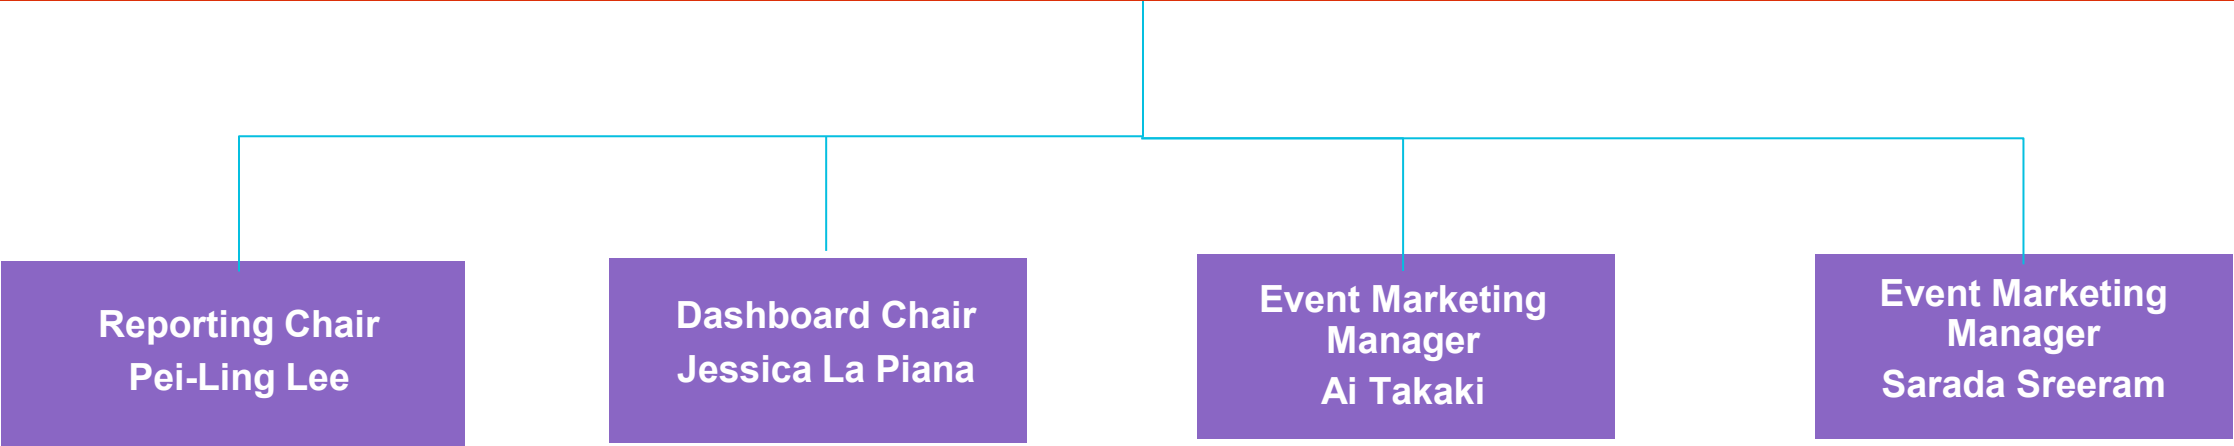 Reporting Chair
Pei-Ling Lee
Dashboard Chair
Jessica La Piana
Event Marketing
Manager
Ai Takaki
Event Marketing
Manager
Sarada Sreeram